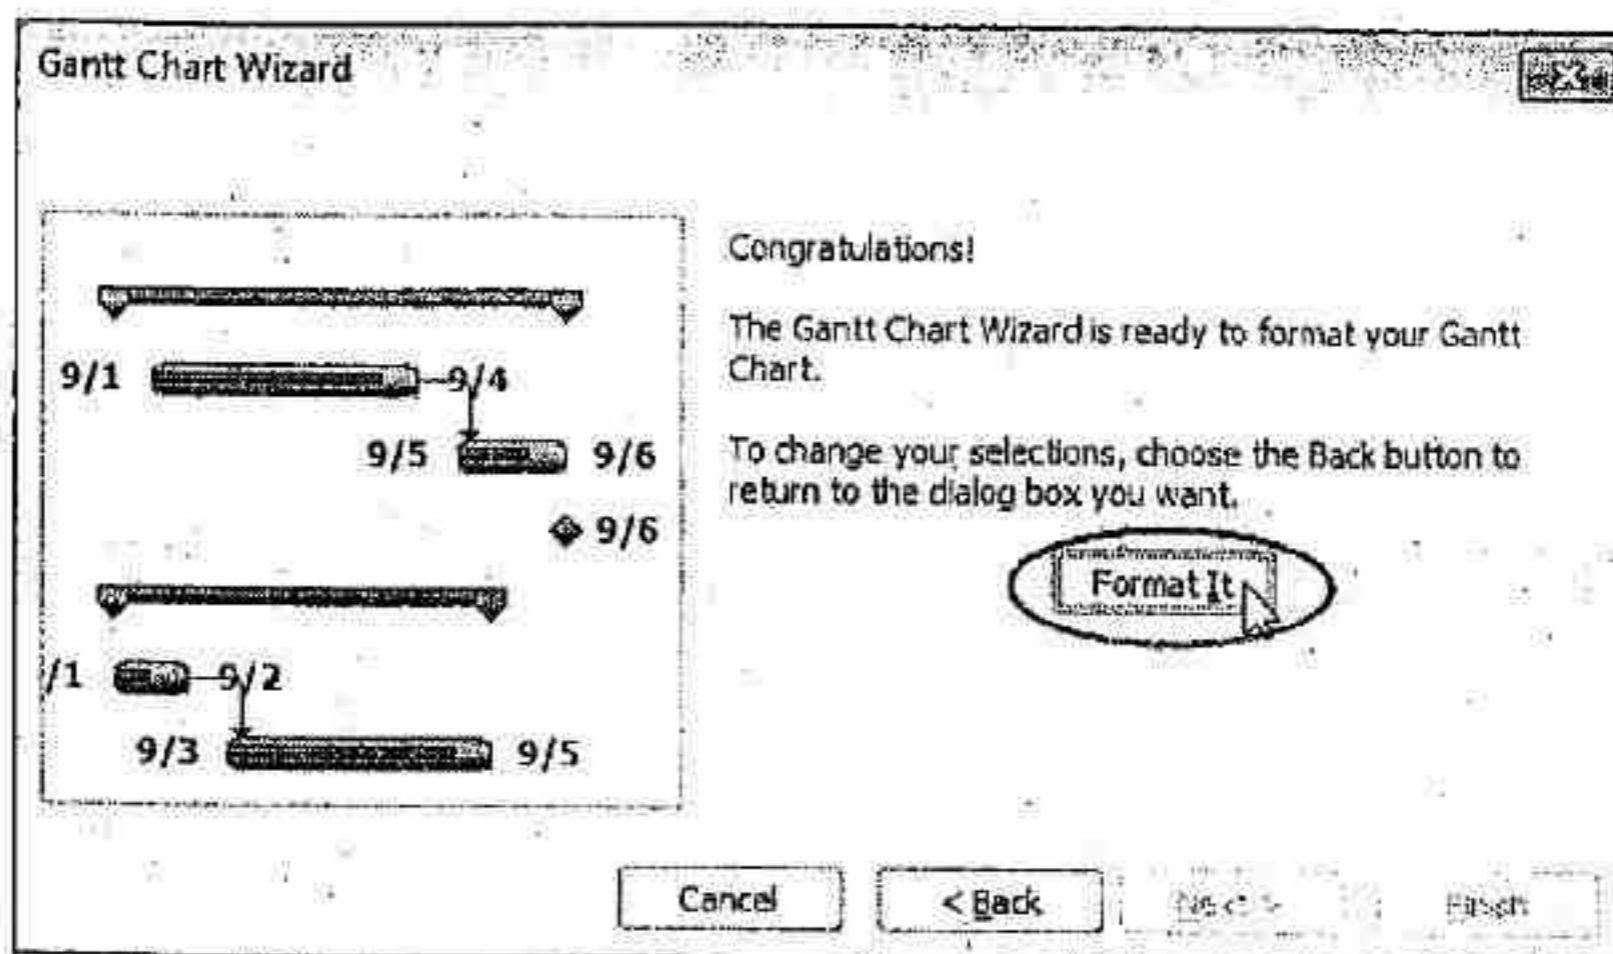 Gantt Chart Wizard
Congratulations!
The Gantt Chart Wizard is ready to format your Gantt
Chart.
9/1 9/4
9/5 9/6
To change your selections, choose the Back button to
return to the dialog box you want.
9/6
Format It
/1 9/2
9/3 9/5
Cancel
< Back
Next >
Finish